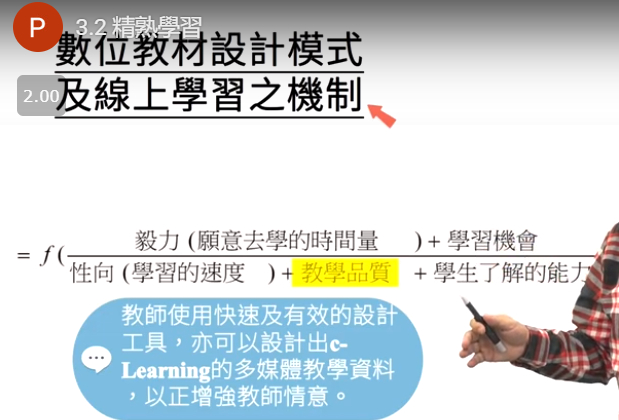 P 3.2 精熟學習
數位教材設計模式
2.00
及線上學習之機制
毅力 (願意去學的時間量 ) + 學習機會
= f (
性向 (學習的速度 ) + 教學品質 + 學生了解的能力
教師使用快速及有效的設計
工具，亦可以設計出c-
Learning的多媒體教學資料
，以正增強教師情意。